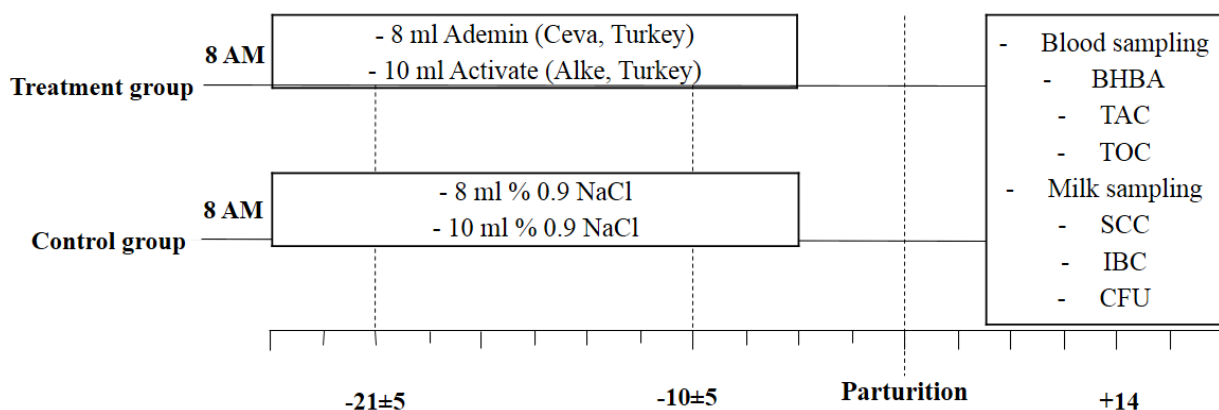 8 AM
- 8 ml Ademin (Ceva, Turkey)
- 10 ml Activate (Alke, Turkey)
Treatment group
8 AM
- 8 ml % 0.9 NaCl
- 10 ml % 0.9 NaCl
Control group
- Blood sampling
- BHBA
- TAC
- TOC
- Milk sampling
- SCC
- IBC
- CFU
-21±5
-10±5
Parturition
+14